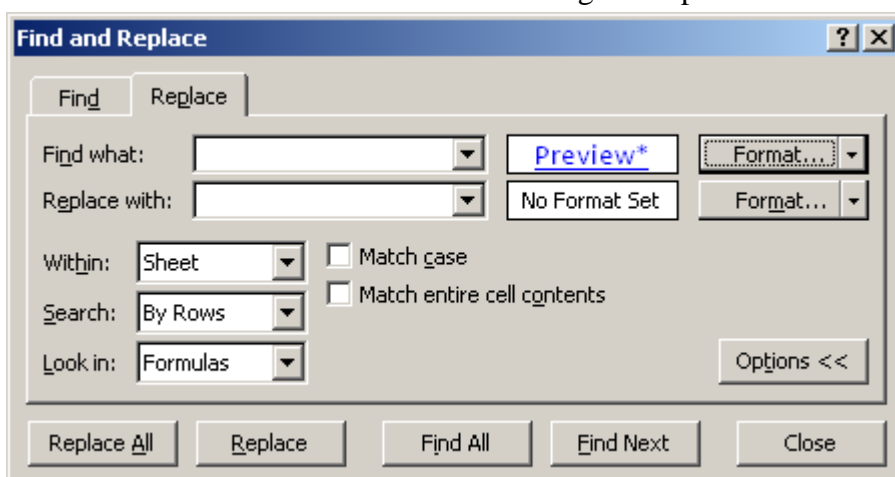 Find and Replace
Find Replace
Find what: Preview* Format...
Replace with: No Format Set Format...
Within: Sheet Match case
Match entire cell contents
Search: By Rows
Look in: Formulas Options <<
Replace All Replace Find All Find Next Close